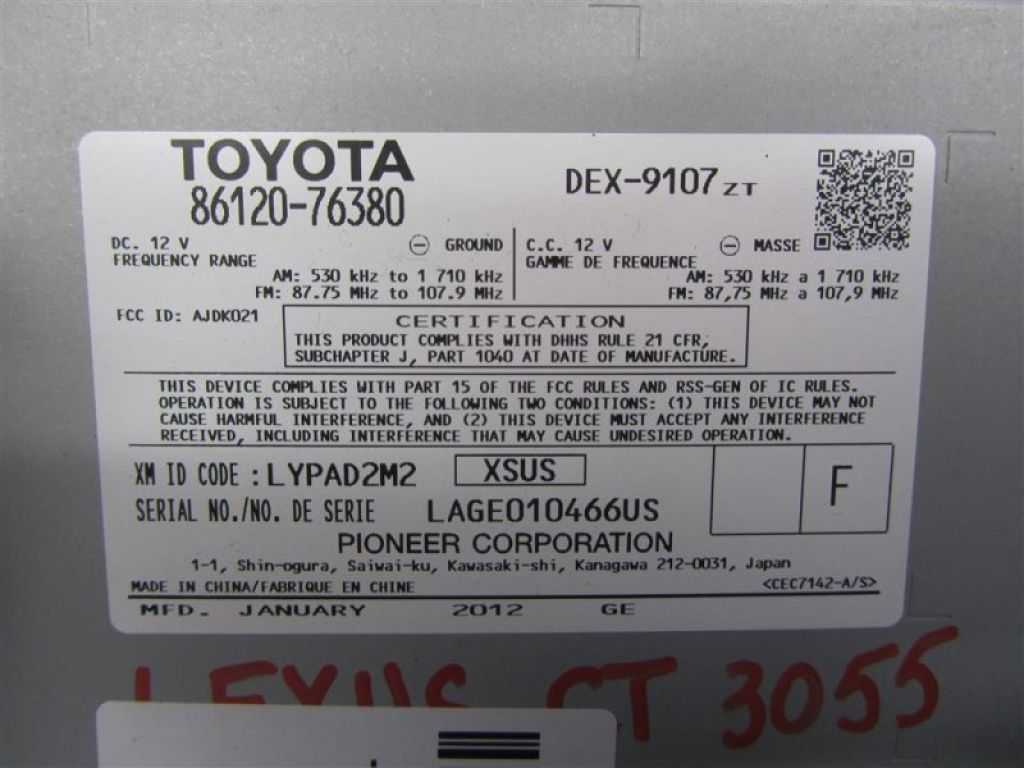 TOYOTA
86120-76380
DEX-9107 ZT
DC. 12 V ⊖ GROUND
FREQUENCY RANGE
AM: 530 kHz to 1 710 kHz
FM: 87.75 MHz to 107.9 MHz
C.C. 12 V ⊖ MASSE
GAMME DE FREQUENCE
AM: 530 kHz a 1 710 kHz
FM: 87,75 MHz a 107,9 MHz
FCC ID: AJDK021
CERTIFICATION
THIS PRODUCT COMPLIES WITH DHHS RULE 21 CFR,
SUBCHAPTER J, PART 1040 AT DATE OF MANUFACTURE.
THIS DEVICE COMPLIES WITH PART 15 OF THE FCC RULES AND RSS-GEN OF IC RULES.
OPERATION IS SUBJECT TO THE FOLLOWING TWO CONDITIONS: (1) THIS DEVICE MAY NOT
CAUSE HARMFUL INTERFERENCE, AND (2) THIS DEVICE MUST ACCEPT ANY INTERFERENCE
RECEIVED, INCLUDING INTERFERENCE THAT MAY CAUSE UNDESIRED OPERATION.
XM ID CODE : LYPAD2M2 XSUS
F
SERIAL NO./NO. DE SERIE LAGE010466US
PIONEER CORPORATION
1-1, Shin-ogura, Saiwai-ku, Kawasaki-shi, Kanagawa 212-0031, Japan
MADE IN CHINA/FABRIQUE EN CHINE <CEC7142-A/S>
MFD. JANUARY 2012 GE
LEXUS CT 3055